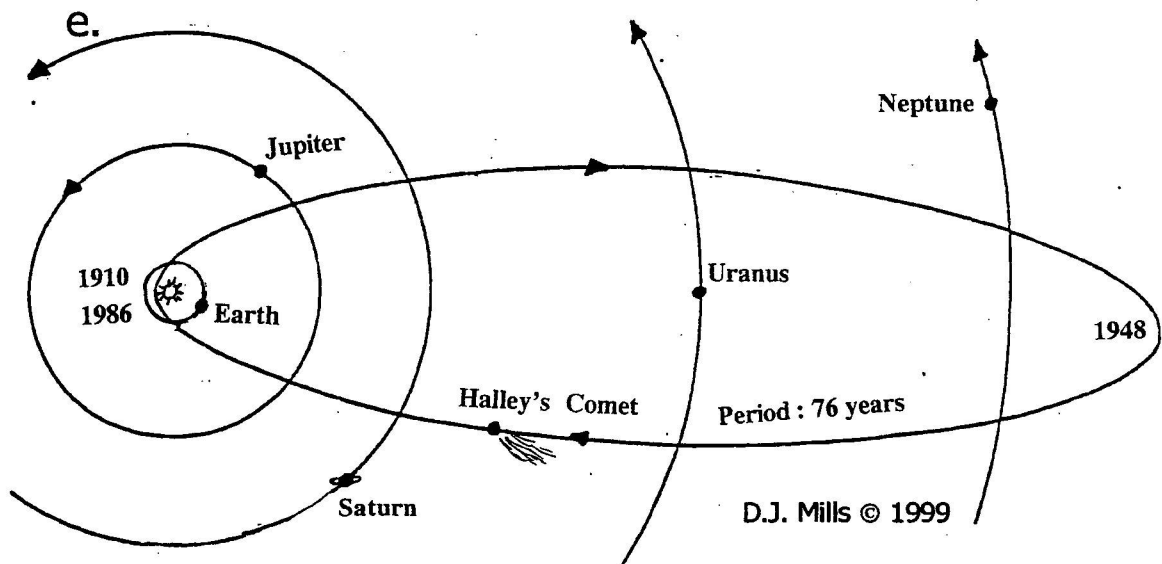 e.
Neptune
Jupiter
1910
1986
Earth
Uranus
1948
Halley's Comet
Period : 76 years
Saturn
D.J. Mills © 1999